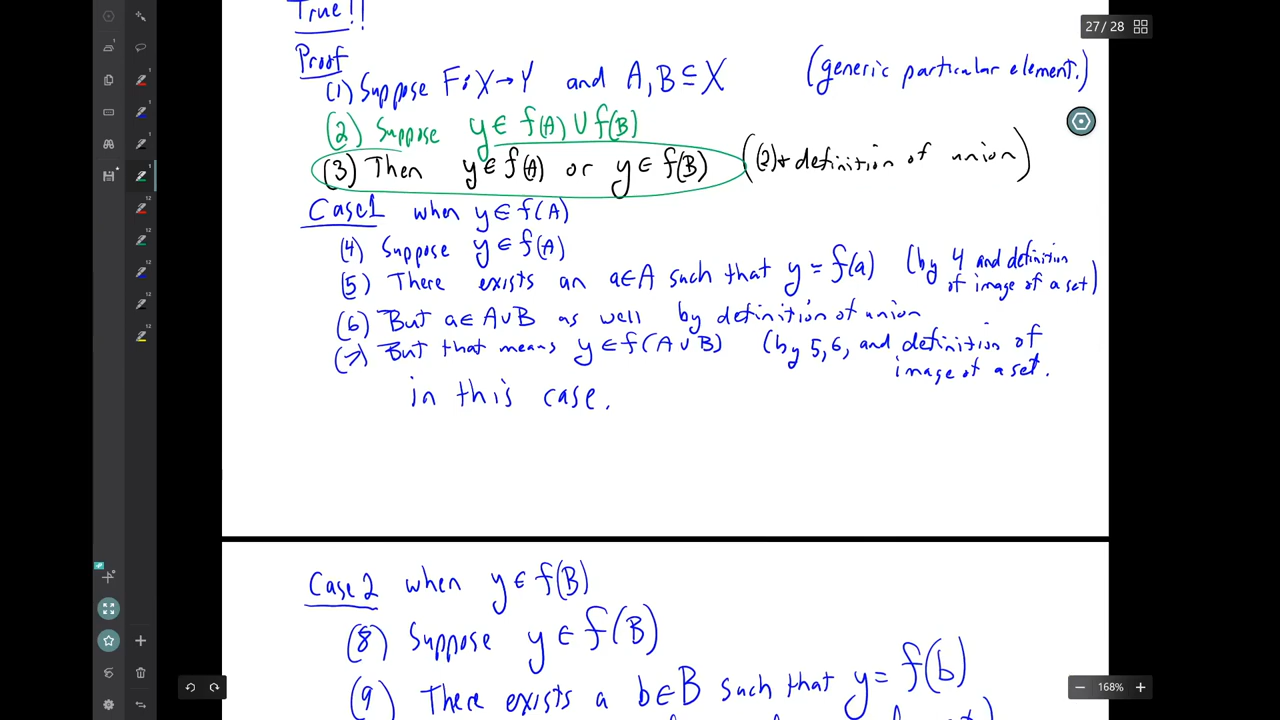 True!!
27 / 28
Proof
(1) Suppose F: X→Y and A, B ⊆ X (generic particular element.)
(2) Suppose y ∈ f(A) ∪ f(B)
(3) Then y ∈ f(A) or y ∈ f(B) ((2)+ definition of union)
Case 1 when y ∈ f(A)
(4) Suppose y ∈ f(A)
(5) There exists an a ∈ A such that y = f(a) (by 4 and definition
of image of a set)
(6) But a ∈ A ∪ B as well by definition of union
(7) But that means y ∈ f(A ∪ B) (by 5, 6, and definition of
image of a set.
in this case.
Case 2 when y ∈ f(B)
(8) Suppose y ∈ f(B)
(9) There exists a b ∈ B such that y = f(b)
168%